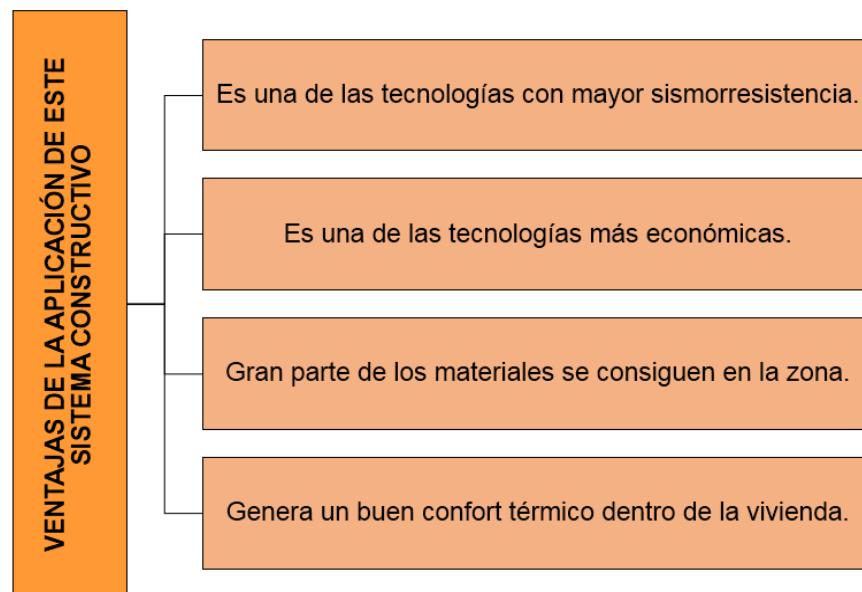 VENTAJAS DE LA APLICACIÓN DE ESTE
SISTEMA CONSTRUCTIVO
Es una de las tecnologías con mayor sismorresistencia.
Es una de las tecnologías más económicas.
Gran parte de los materiales se consiguen en la zona.
Genera un buen confort térmico dentro de la vivienda.